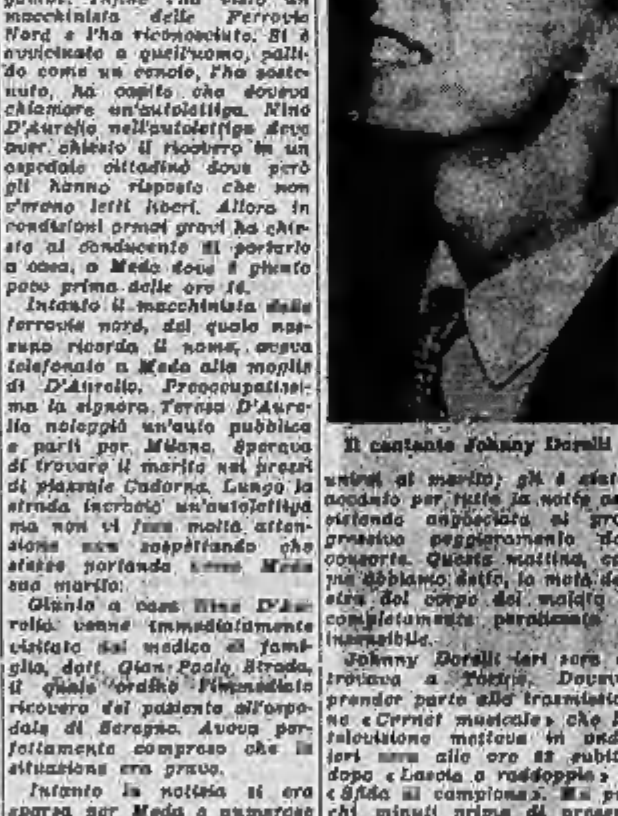 macchinista delle Ferrovie
Nord e l'ha riconosciuto. Si è
avvicinato a quell'uomo, palli-
do come un cencio, l'ha soste-
nuto, ha capito che doveva
chiamare un'autolettiga. Nino
D'Aurelio nell'autolettiga deve
aver chiesto il ricovero in un
ospedale cittadino dove però
gli hanno risposto che non
c'erano letti liberi. Allora in
condizioni ormai gravi ha chie-
sto al conducente di portarlo
a casa, a Meda dove è giunto
poco prima delle ore 14.
Intanto il macchinista delle
ferrovie nord, del quale nes-
suno ricorda il nome, aveva
telefonato a Meda alla moglie
di D'Aurelio. Preoccupatissi-
ma la signora Teresa D'Aure-
lio noleggiò un'auto pubblica
e partì per Milano. Sperava
di trovare il marito nei pressi
di piazzale Cadorna. Lungo la
strada incrociò un'autolettiga
ma non vi fece molta atten-
zione non sospettando che
stesse portando verso Meda
suo marito.
Giunto a casa Nino D'Au-
relio venne immediatamente
visitato dal medico di fami-
glia, dott. Gian Paolo Strada,
il quale ordinò l'immediato
ricovero del paziente all'ospe-
dale di Seregno. Aveva per-
fettamente compreso che la
situazione era grave.
Intanto la notizia si era
sparsa per Meda e numerose
Il cantante Johnny Dorelli
al marito; gli è stata
accanto per tutta la notte as-
sistendo angosciata al pro-
gressivo peggioramento del
consorte. Questa mattina, co-
me abbiamo detto, la metà de-
stra del corpo del malato
completamente paralizzata
insensibile.
Johnny Dorelli ieri sera
trovava a Torino. Doveva
prender parte alla trasmissio-
ne « Cornet musicale » che
televisione metteva in onda
ieri sera alle ore 22 subito
dopo « Lascia o raddoppia »
« Sfida al campione ».
chi minuti prima di